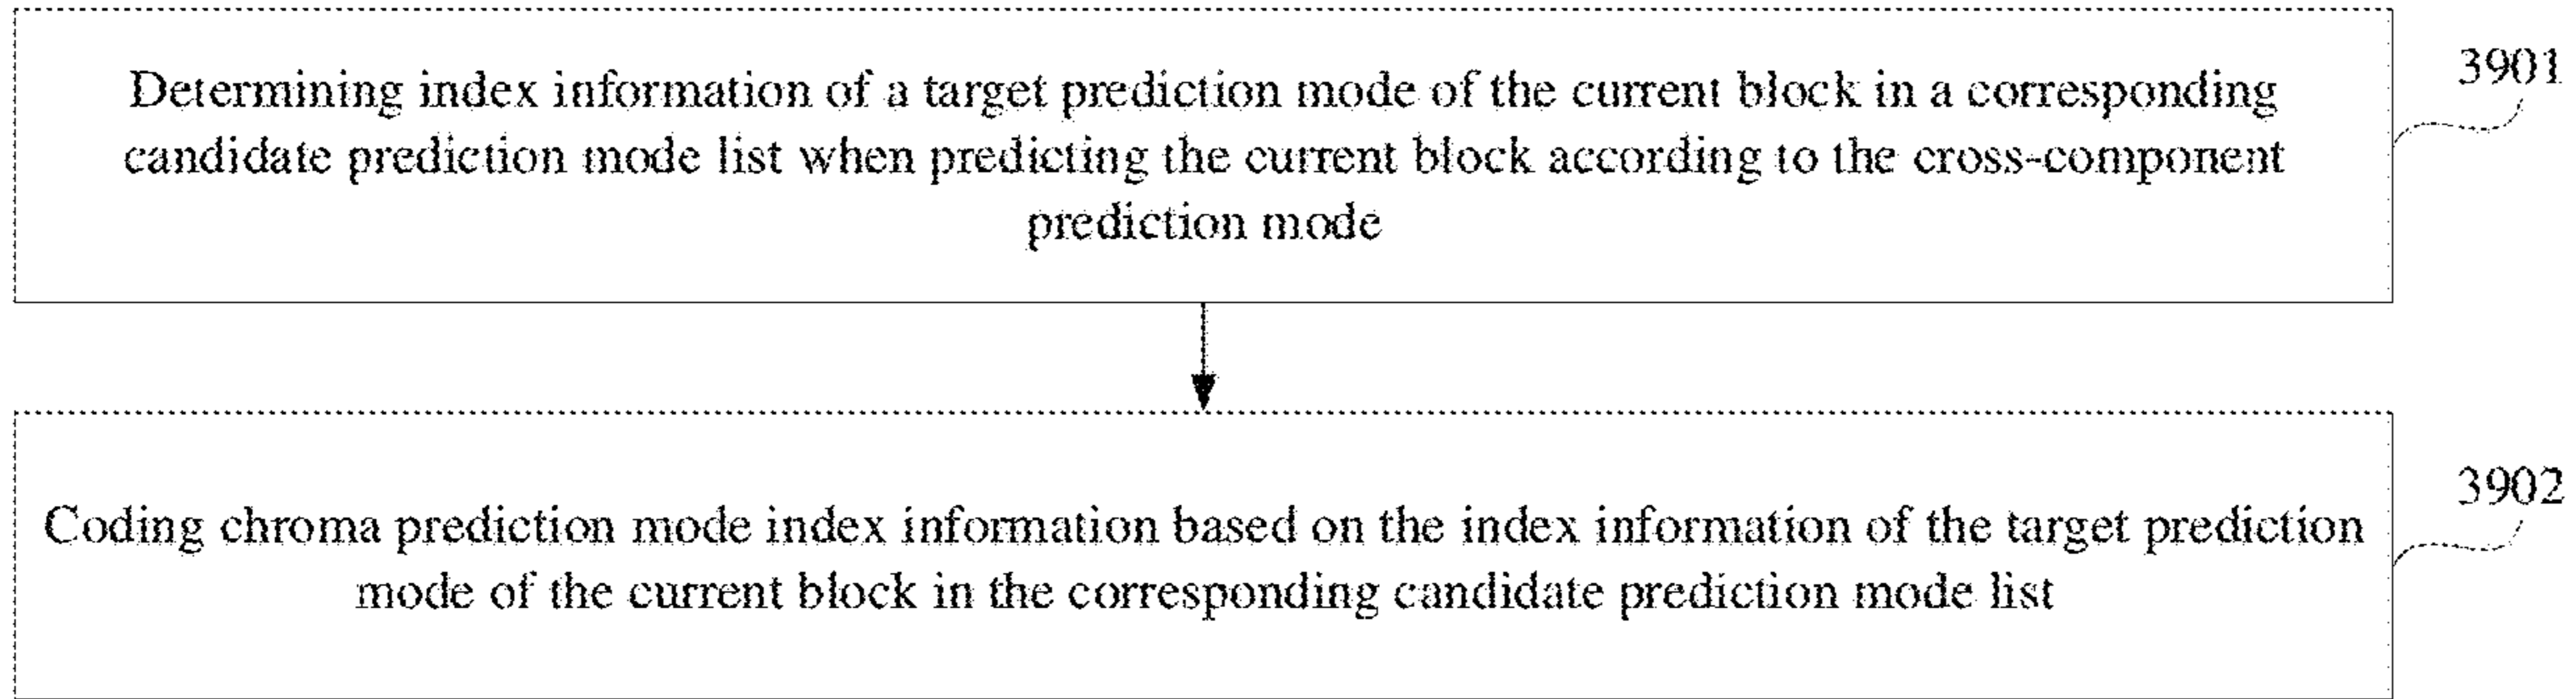 Determining index information of a target prediction mode of the current block in a corresponding
candidate prediction mode list when predicting the current block according to the cross-component
prediction mode
3901
Coding chroma prediction mode index information based on the index information of the target prediction
mode of the current block in the corresponding candidate prediction mode list
3902